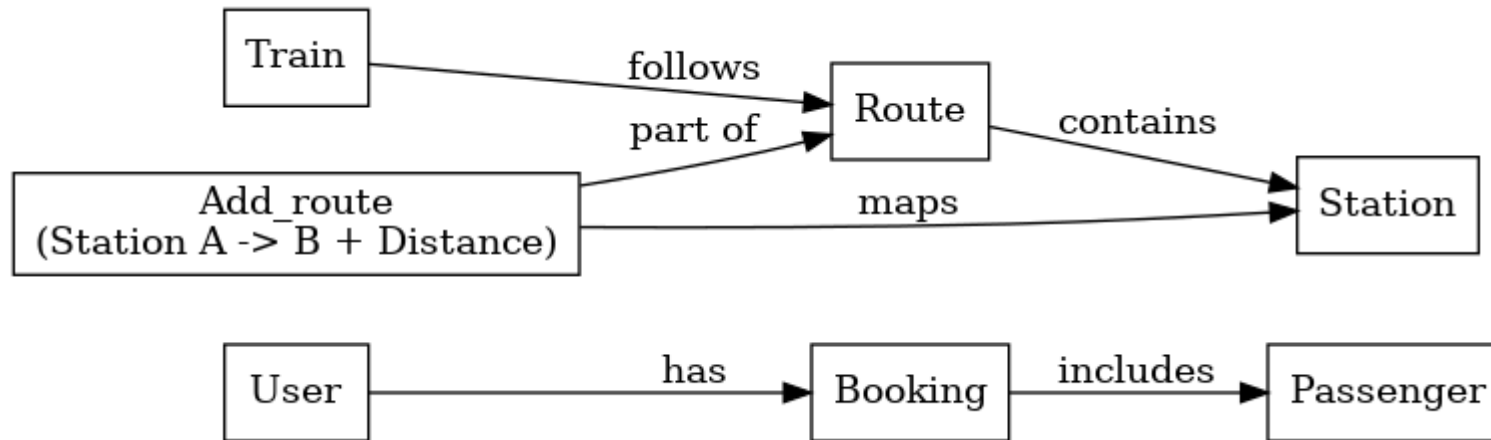 Train
follows
Route
part of
contains
Add_route
(Station A -> B + Distance)
maps
Station
User
has
Booking
includes
Passenger